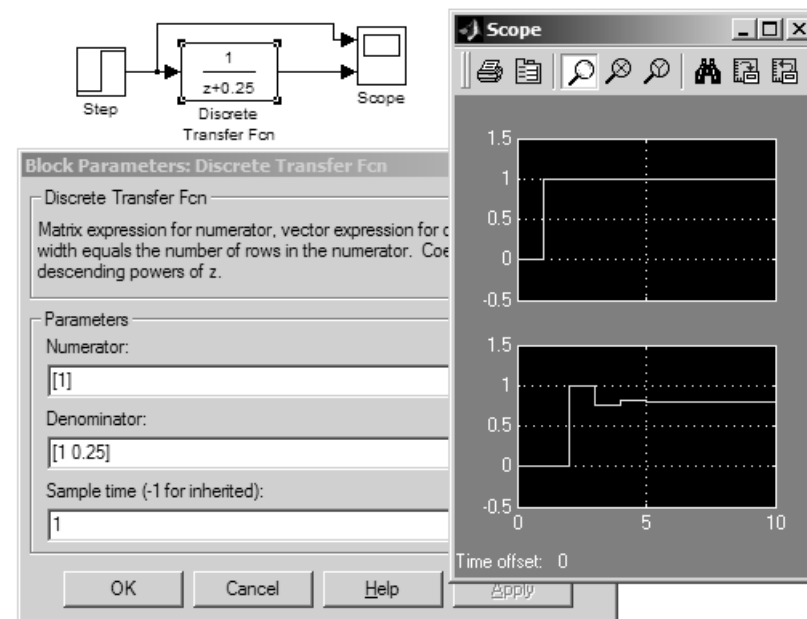 1
z+0.25
Step
Discrete
Transfer Fcn
Scope
Block Parameters: Discrete Transfer Fcn
Discrete Transfer Fcn
Matrix expression for numerator, vector expression for
width equals the number of rows in the numerator.
descending powers of z.
Parameters
Numerator:
[1]
Denominator:
[1 0.25]
Sample time (-1 for inherited):
1
OK
Cancel
Help
Apply
Scope
1.5
1
0.5
0
-0.5
1.5
1
0.5
0
-0.5
0
5
10
Time offset: 0